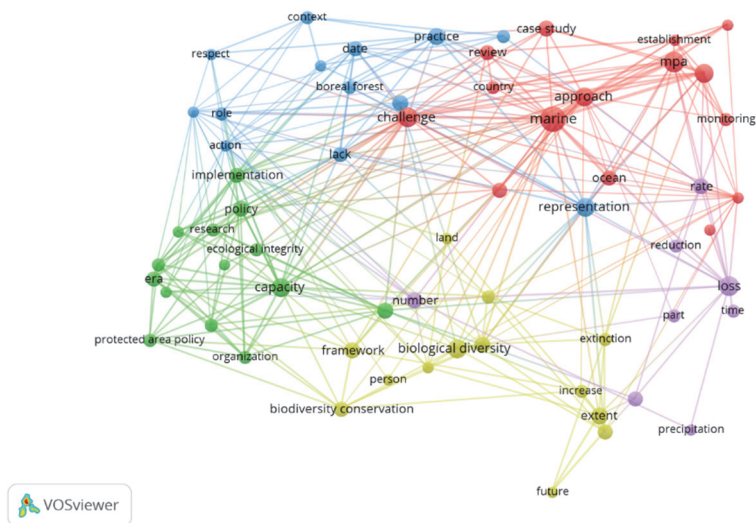 context
case study
practice
establishment
date
review
respect
mpa
boreal forest
country
approach
role
challenge
marine
monitoring
action
lack
implementation
ocean
rate
policy
representation
research
land
reduction
ecological integrity
era
capacity
number
loss
part
time
protected area policy
organization
framework
biological diversity
extinction
person
increase
biodiversity conservation
extent
precipitation
future
VOSviewer